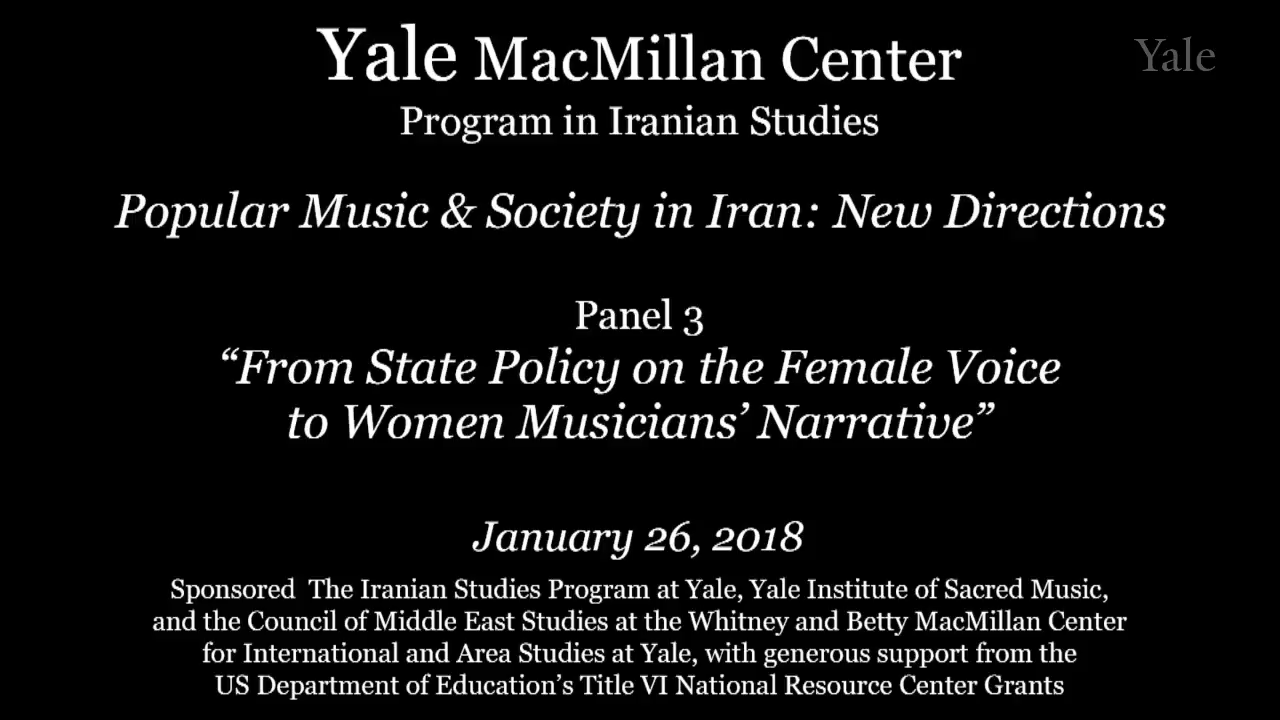 Yale MacMillan Center
Yale
Program in Iranian Studies
Popular Music & Society in Iran: New Directions
Panel 3
“From State Policy on the Female Voice
to Women Musicians’ Narrative”
January 26, 2018
Sponsored The Iranian Studies Program at Yale, Yale Institute of Sacred Music,
and the Council of Middle East Studies at the Whitney and Betty MacMillan Center
for International and Area Studies at Yale, with generous support from the
US Department of Education’s Title VI National Resource Center Grants